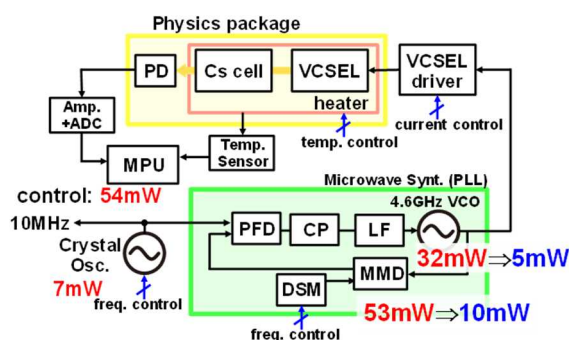 Physics package
PD
Cs cell
VCSEL
VCSEL
driver
heater
Amp.
+ADC
MPU
Temp.
Sensor
temp. control
current control
control: 54mW
Microwave Synt. (PLL)
4.6GHz VCO
10MHz
PFD
CP
LF
Crystal
Osc.
7mW
32mW⇒5mW
MMD
DSM
53mW⇒10mW
freq. control
freq. control